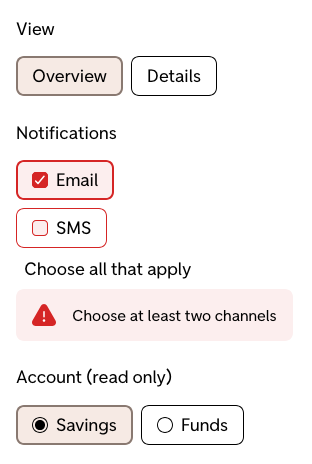 View
Overview Details
Notifications
Email
SMS
Choose all that apply
Choose at least two channels
Account (read only)
Savings Funds